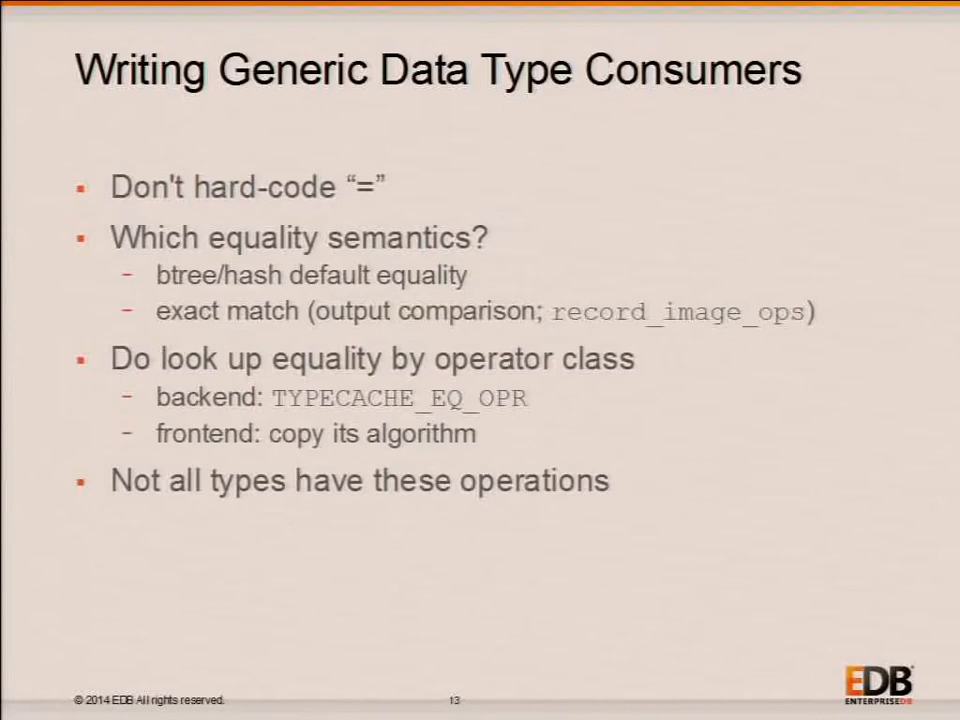 Writing Generic Data Type Consumers
Don't hard-code “=”
Which equality semantics?
btree/hash default equality
exact match (output comparison; record_image_ops)
Do look up equality by operator class
backend: TYPECACHE_EQ_OPR
frontend: copy its algorithm
Not all types have these operations
© 2014 EDB All rights reserved.
13
EDB
ENTERPRISEDB